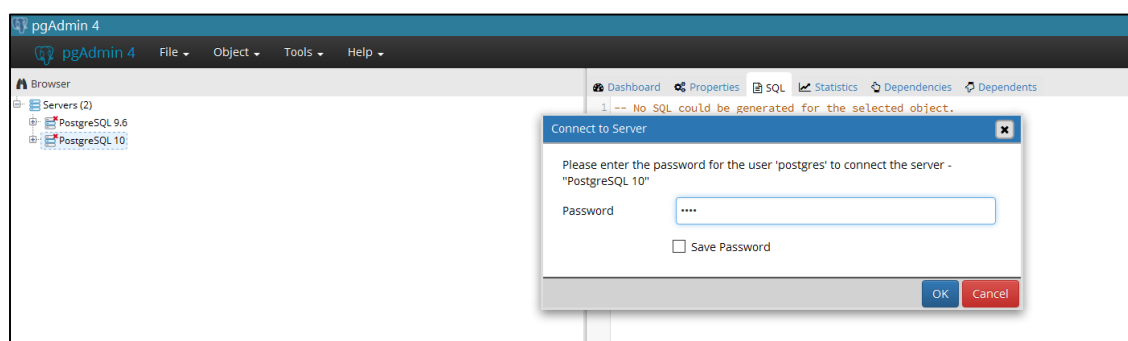 pgAdmin 4
pgAdmin 4 File Object Tools Help
Browser
Servers (2)
PostgreSQL 9.6
PostgreSQL 10
Dashboard Properties SQL Statistics Dependencies Dependents
1 -- No SQL could be generated for the selected object.
Connect to Server
Please enter the password for the user 'postgres' to connect the server -
"PostgreSQL 10"
Password ••••
Save Password
OK Cancel